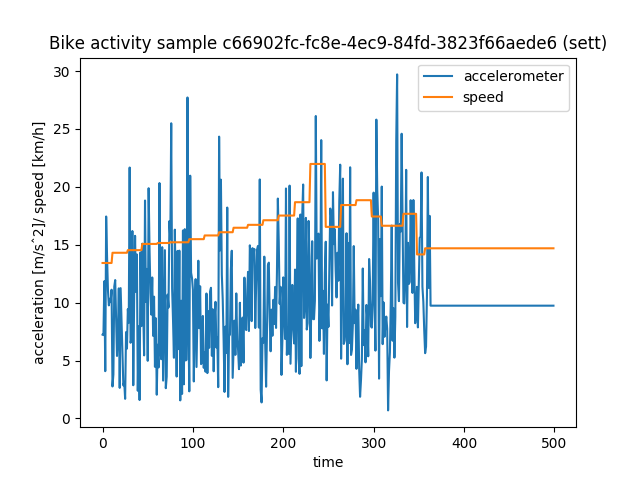 Bike activity sample c66902fc-fc8e-4ec9-84fd-3823f66aede6 (sett)
accelerometer
speed
acceleration [m/s´2]/ speed [km/h]
30
25
20
15
10
5
0
0 100 200 300 400 500
time